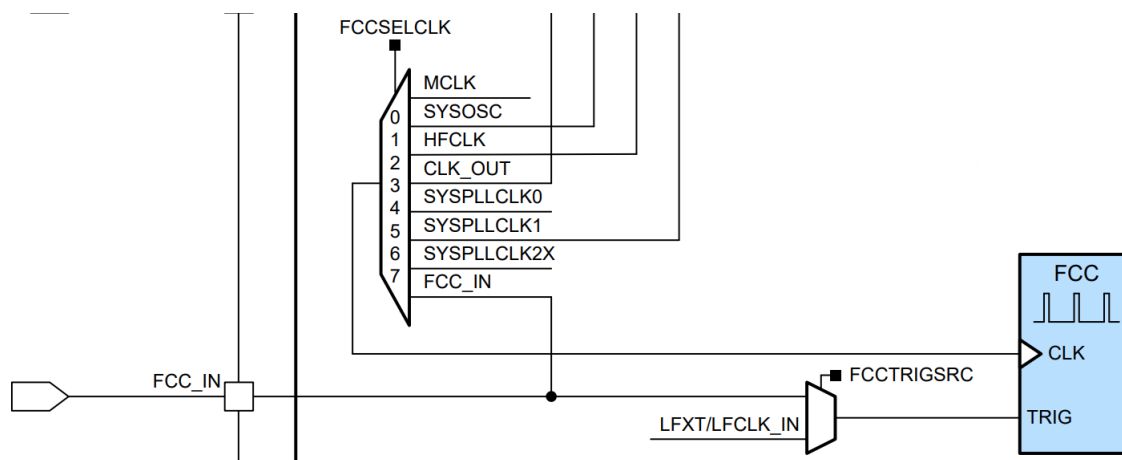 FCCSELCLK
MCLK
0
SYSOSC
1
HFCLK
2
CLK_OUT
3
SYSPLLCLK0
4
SYSPLLCLK1
5
SYSPLLCLK2X
6
FCC_IN
7
FCC
CLK
FCC_IN
FCCTRIGSRC
LFXT/LFCLK_IN
TRIG